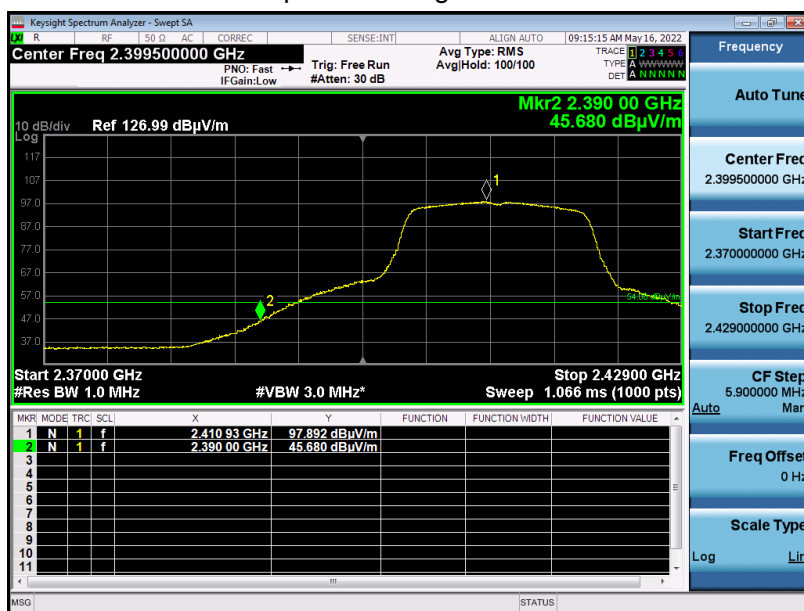 Keysight Spectrum Analyzer - Swept SA
LXI R RF 50 Ω AC CORREC SENSE:INT ALIGN AUTO 09:15:15 AM May 16, 2022
Center Freq 2.399500000 GHz
PNO: Fast
IFGain:Low
Trig: Free Run
#Atten: 30 dB
Avg Type: RMS
Avg|Hold: 100/100
TRACE 1 2 3 4 5 6
TYPE A WWWWW
DET A N N N N N
Mkr2 2.390 00 GHz
45.680 dBµV/m
10 dB/div Ref 126.99 dBµV/m
Log
117
107
97.0
87.0
77.0
67.0
57.0
47.0
37.0
1
2
Start 2.37000 GHz Stop 2.42900 GHz
#Res BW 1.0 MHz #VBW 3.0 MHz* Sweep 1.066 ms (1000 pts)
MKR MODE TRC SCL X Y FUNCTION FUNCTION WIDTH FUNCTION VALUE
1 N 1 f 2.410 93 GHz 97.892 dBµV/m
2 N 1 f 2.390 00 GHz 45.680 dBµV/m
3
4
5
6
7
8
9
10
11
MSG STATUS
Frequency
Auto Tune
Center Freq
2.399500000 GHz
Start Freq
2.370000000 GHz
Stop Freq
2.429000000 GHz
CF Step
5.900000 MHz
Auto Man
Freq Offset
0 Hz
Scale Type
Log Lin